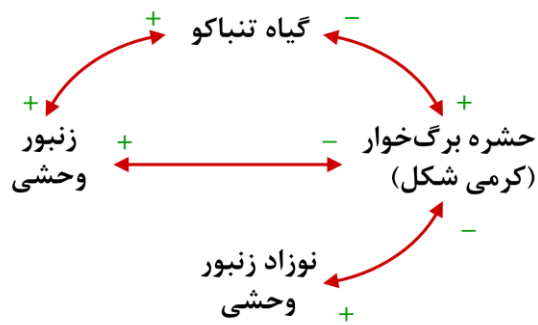 گیاه تنباکو
+
−
+
+
زنبور
وحشی
+
−
حشره برگ‌خوار
(کرمی شکل)
−
نوزاد زنبور
وحشی
+